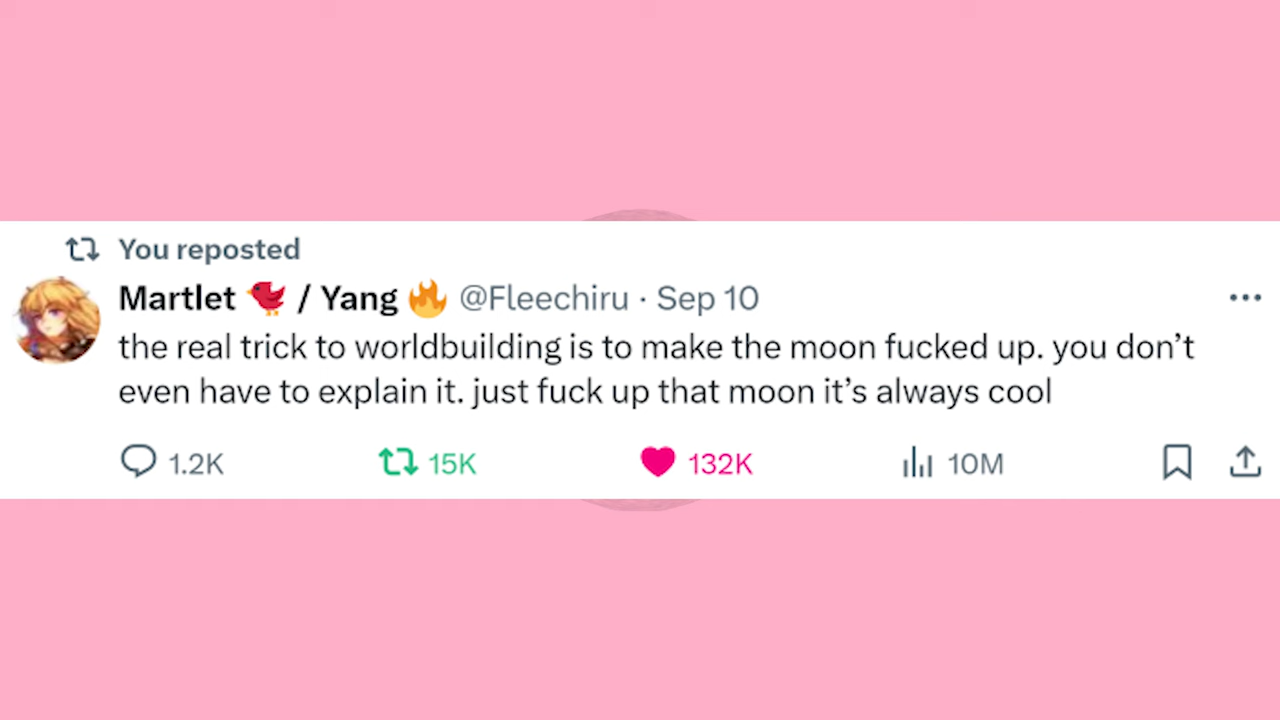 You reposted
Martlet 🐦 / Yang 🔥 @Fleechiru · Sep 10
the real trick to worldbuilding is to make the moon fucked up. you don’t
even have to explain it. just fuck up that moon it’s always cool
1.2K 15K 132K 10M